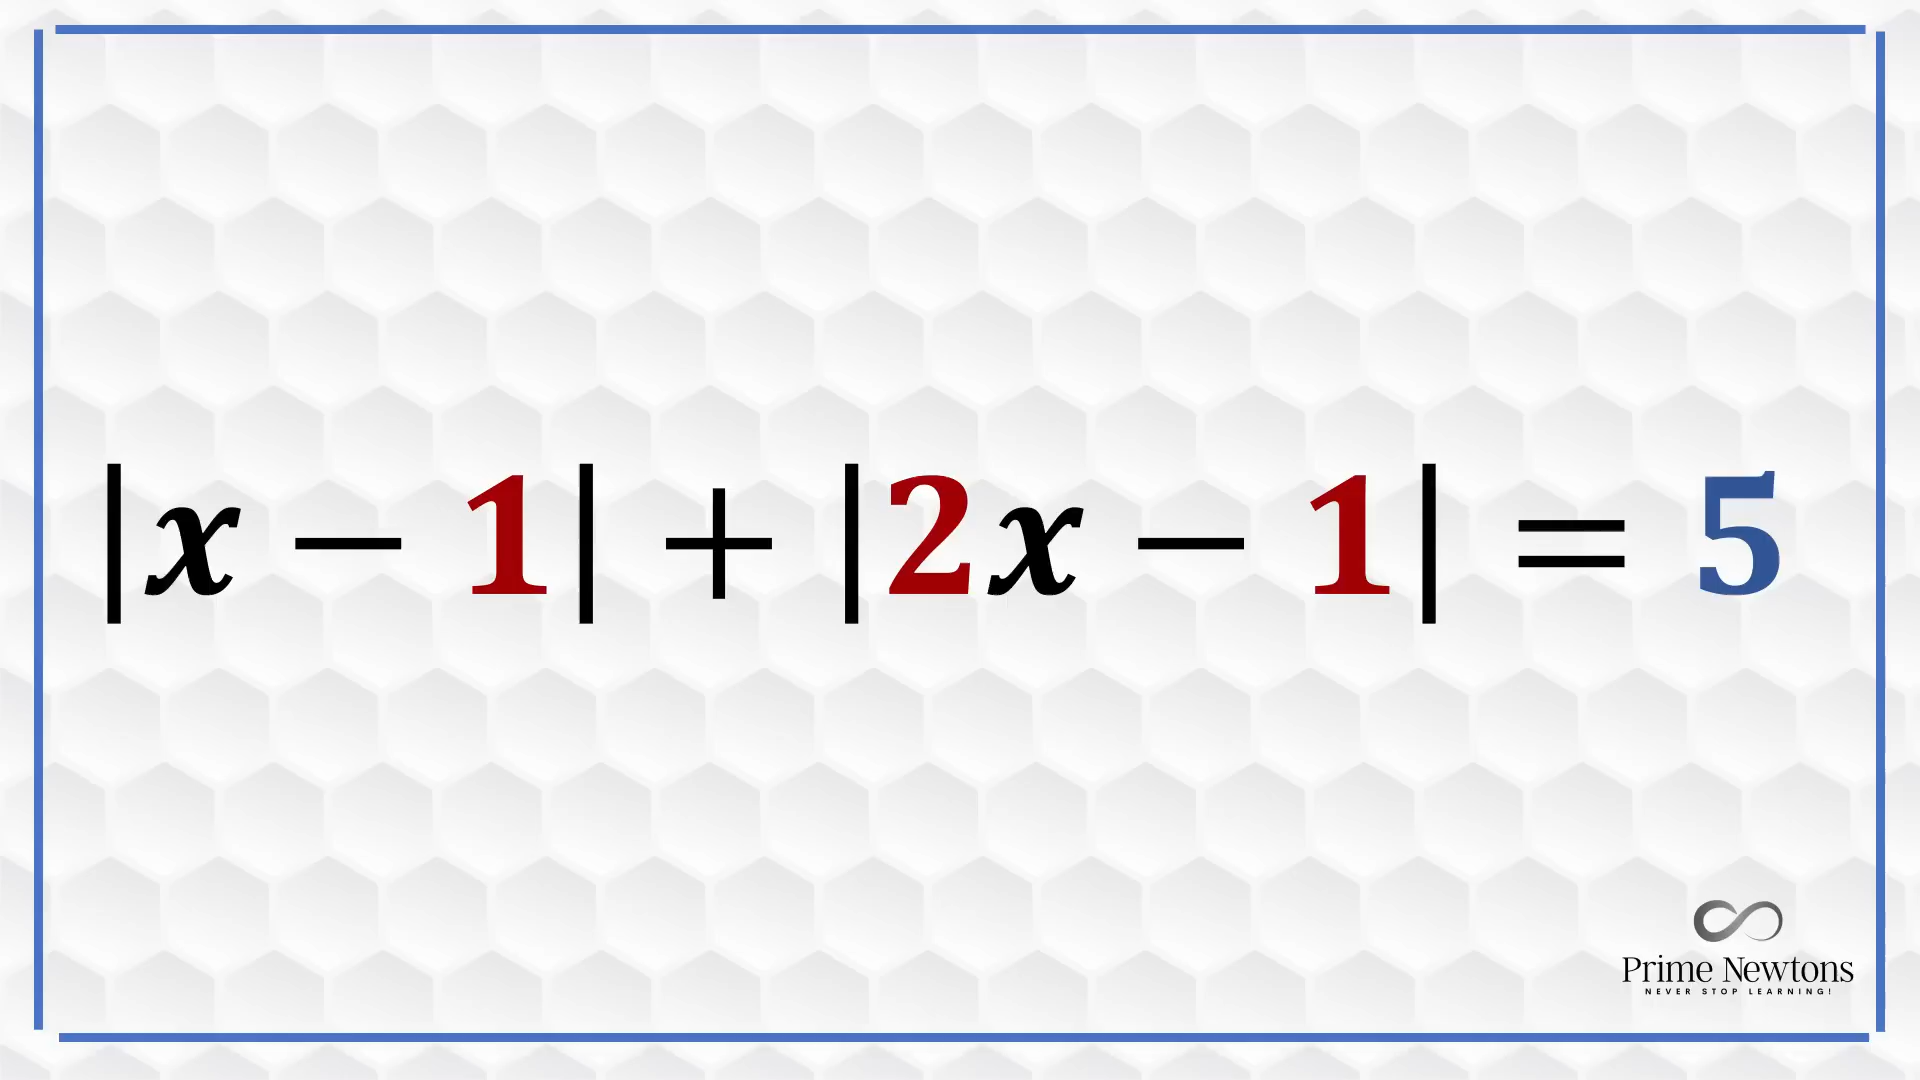 |x − 1| + |2x − 1| = 5
Prime Newtons
NEVER STOP LEARNING!